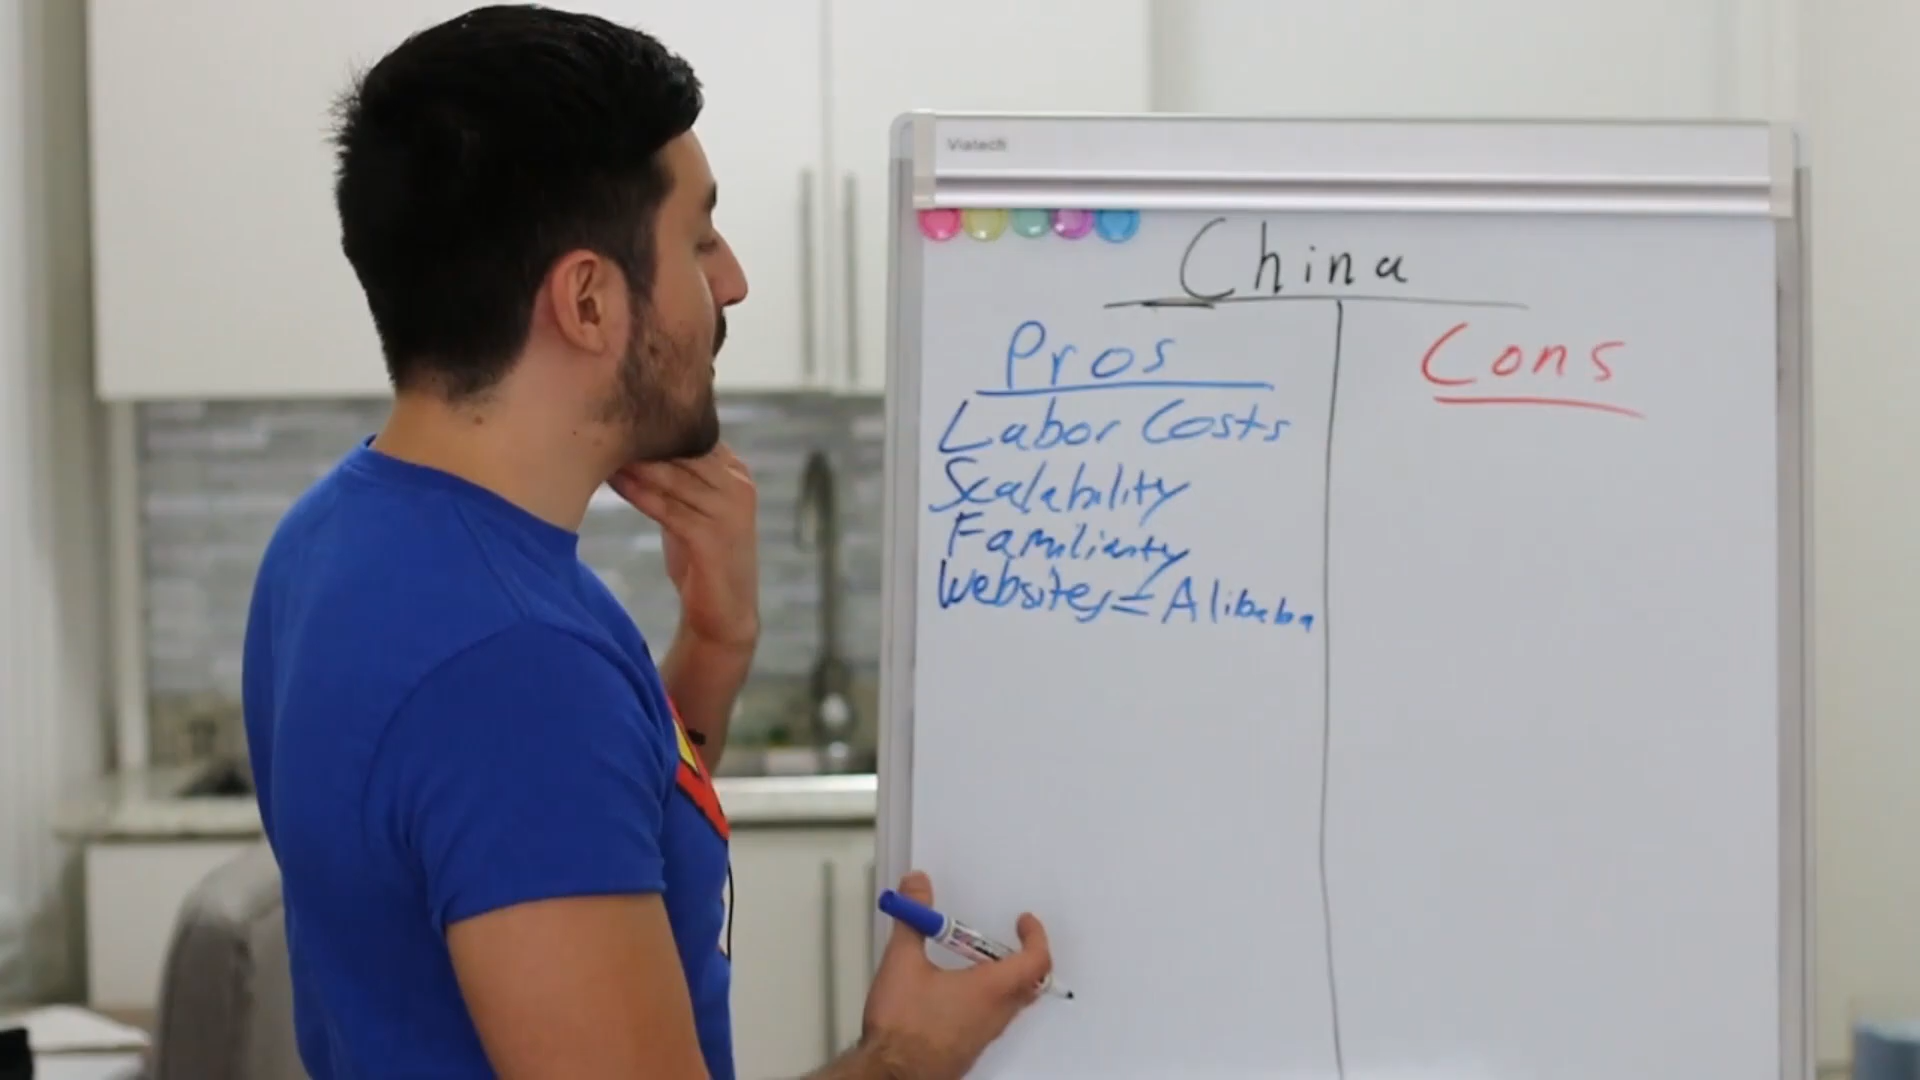 Viatech
China
Pros
Cons
Labor Costs
Scalability
Familiarity
Websites = Alibaba